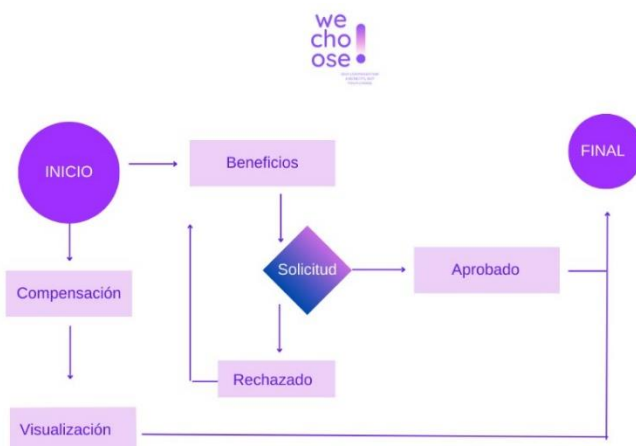 we
cho
ose!
INICIO
Beneficios
FINAL
Solicitud
Aprobado
Compensación
Rechazado
Visualización